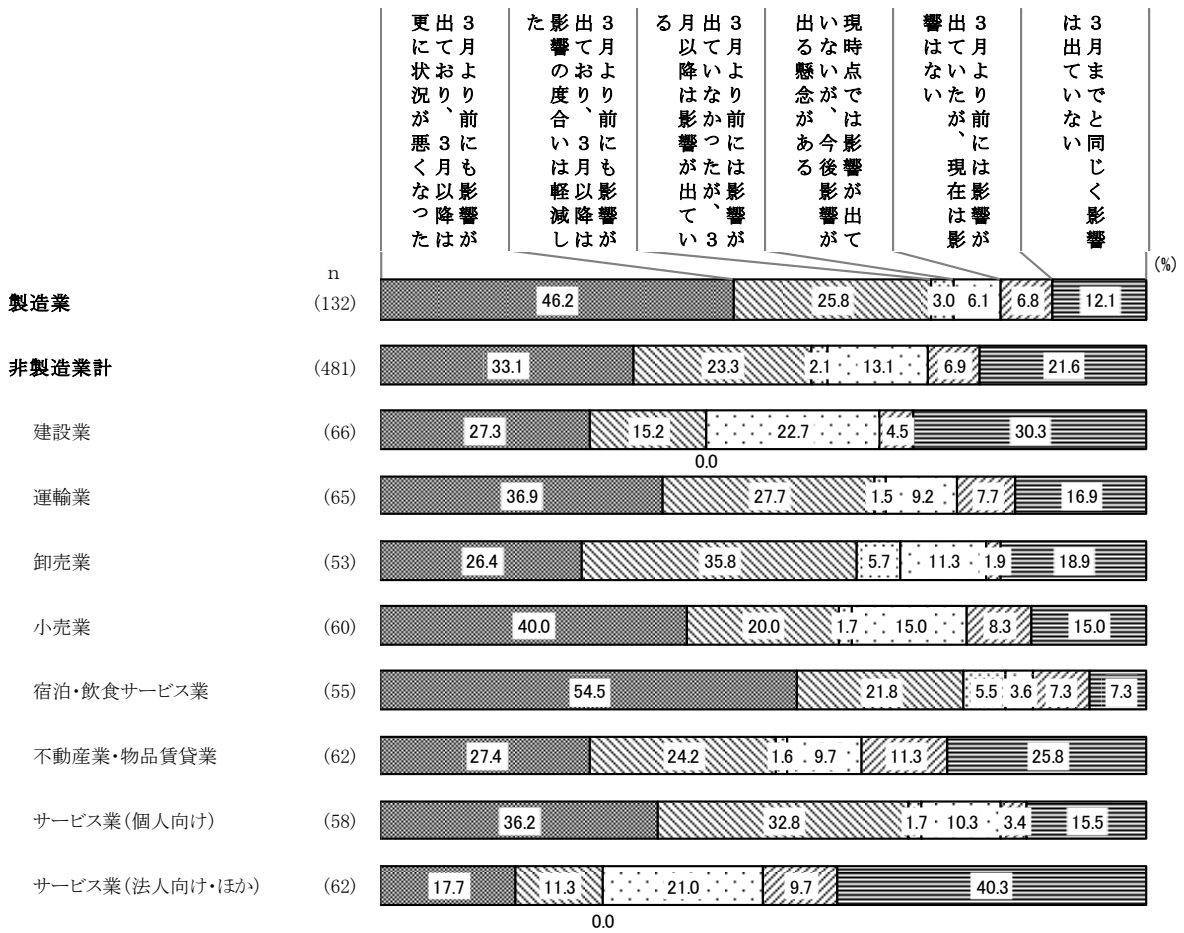 ３月より前にも影響が
出ており、３月以降は
更に状況が悪くなった
３月より前にも影響が
出ており、３月以降は
影響の度合いは軽減し
た
３月より前には影響が
出ていなかったが、３
月以降は影響が出てい
る
現時点では影響が出て
いないが、今後影響が
出る懸念がある
３月より前には影響が
出ていたが、現在は影
響はない
３月までと同じく影響
は出ていない
(%)
n
製造業 (132) 46.2 25.8 3.0 6.1 6.8 12.1
非製造業計 (481) 33.1 23.3 2.1 13.1 6.9 21.6
建設業 (66) 27.3 15.2 22.7 4.5 30.3
0.0
運輸業 (65) 36.9 27.7 1.5 9.2 7.7 16.9
卸売業 (53) 26.4 35.8 5.7 11.3 1.9 18.9
小売業 (60) 40.0 20.0 1.7 15.0 8.3 15.0
宿泊・飲食サービス業 (55) 54.5 21.8 5.5 3.6 7.3 7.3
不動産業・物品賃貸業 (62) 27.4 24.2 1.6 9.7 11.3 25.8
サービス業（個人向け） (58) 36.2 32.8 1.7 10.3 3.4 15.5
サービス業（法人向け・ほか） (62) 17.7 11.3 21.0 9.7 40.3
0.0